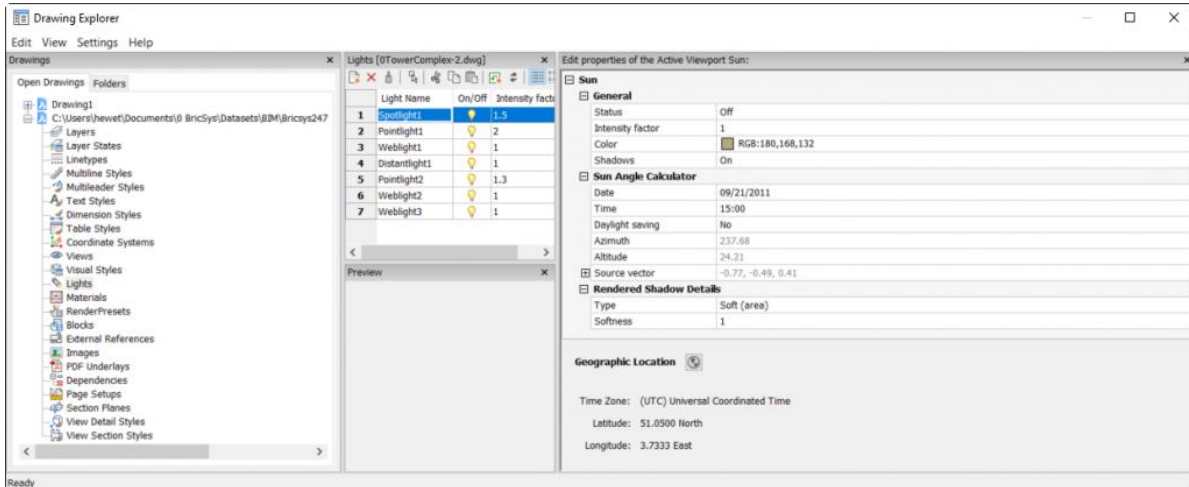 Drawing Explorer
Edit View Settings Help
Drawings
Open Drawings Folders
Drawing1
C:\Users\hewet\Documents\0 BricSys\Datasets\BIM\Bricsys247
Layers
Layer States
Linetypes
Multiline Styles
Multileader Styles
Text Styles
Dimension Styles
Table Styles
Coordinate Systems
Views
Visual Styles
Lights
Materials
RenderPresets
Blocks
External References
Images
PDF Underlays
Dependencies
Page Setups
Section Planes
View Detail Styles
View Section Styles
Lights [0TowerComplex-2.dwg]
Light Name On/Off Intensity facto
1 Spotlight1 1.5
2 Pointlight1 2
3 Weblight1 1
4 Distantlight1 1
5 Pointlight2 1.3
6 Weblight2 1
7 Weblight3 1
Preview
Edit properties of the Active Viewport Sun:
Sun
General
Status Off
Intensity factor 1
Color RGB:180,168,132
Shadows On
Sun Angle Calculator
Date 09/21/2011
Time 15:00
Daylight saving No
Azimuth 237.68
Altitude 24.21
Source vector -0.77, -0.49, 0.41
Rendered Shadow Details
Type Soft (area)
Softness 1
Geographic Location
Time Zone: (UTC) Universal Coordinated Time
Latitude: 51.0500 North
Longitude: 3.7333 East
Ready